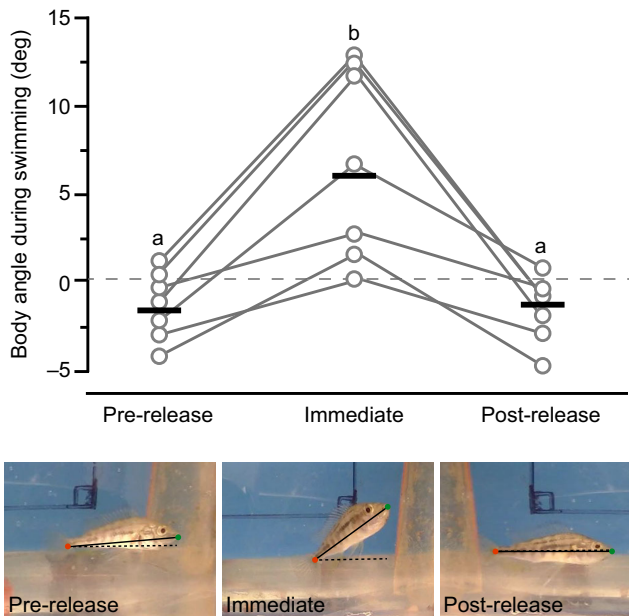 Body angle during swimming (deg)
15
10
5
0
–5
a
b
a
Pre-release
Immediate
Post-release
Pre-release
Immediate
Post-release